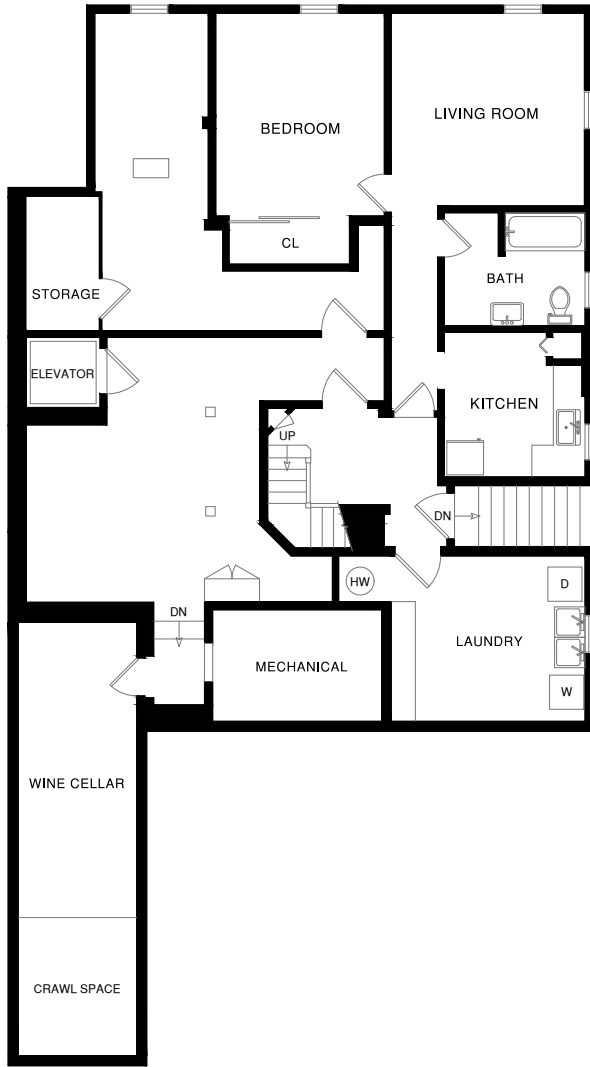 LIVING ROOM
BEDROOM
CL
BATH
STORAGE
ELEVATOR
KITCHEN
UP
DN
HW
D
DN
LAUNDRY
MECHANICAL
W
WINE CELLAR
CRAWL SPACE